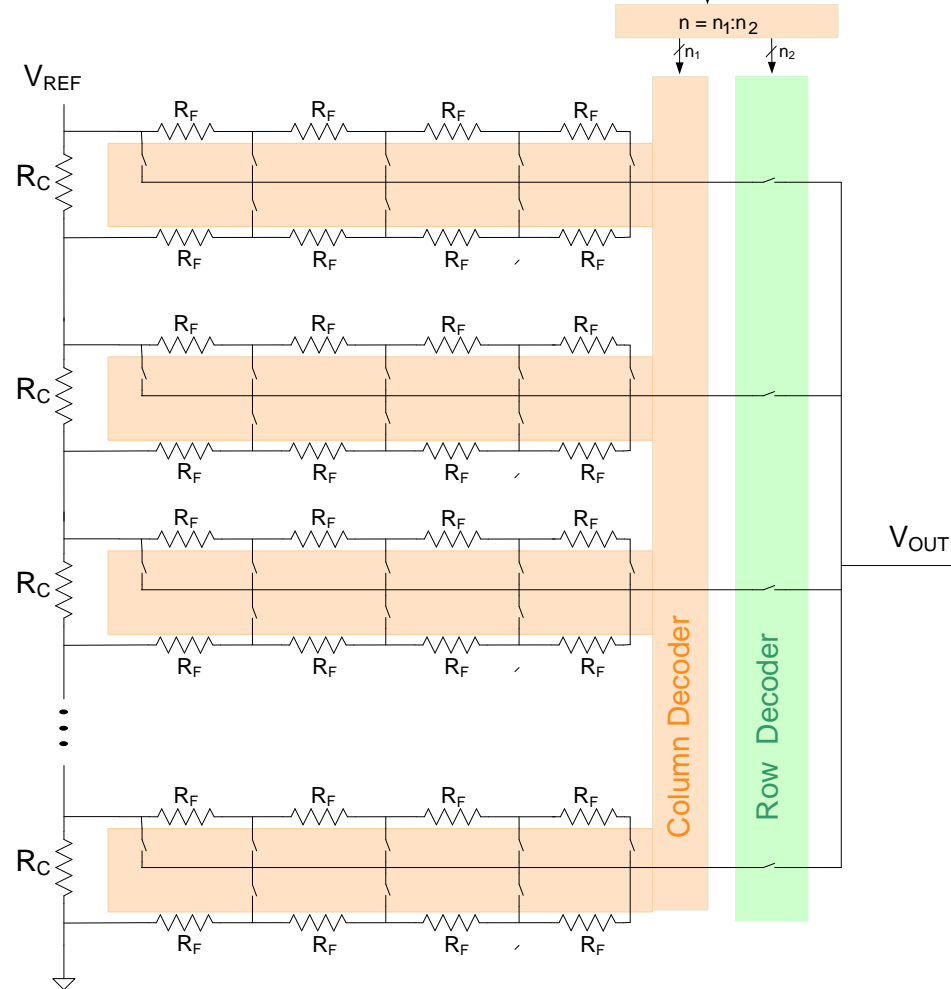 n = n1:n2
n1 n2
VREF
RF RF RF RF
RC
RF RF RF RF
RF RF RF RF
RC
RF RF RF RF
RF RF RF RF
RC
VOUT
RF RF RF RF
Column Decoder
Row Decoder
RF RF RF RF
RC
RF RF RF RF